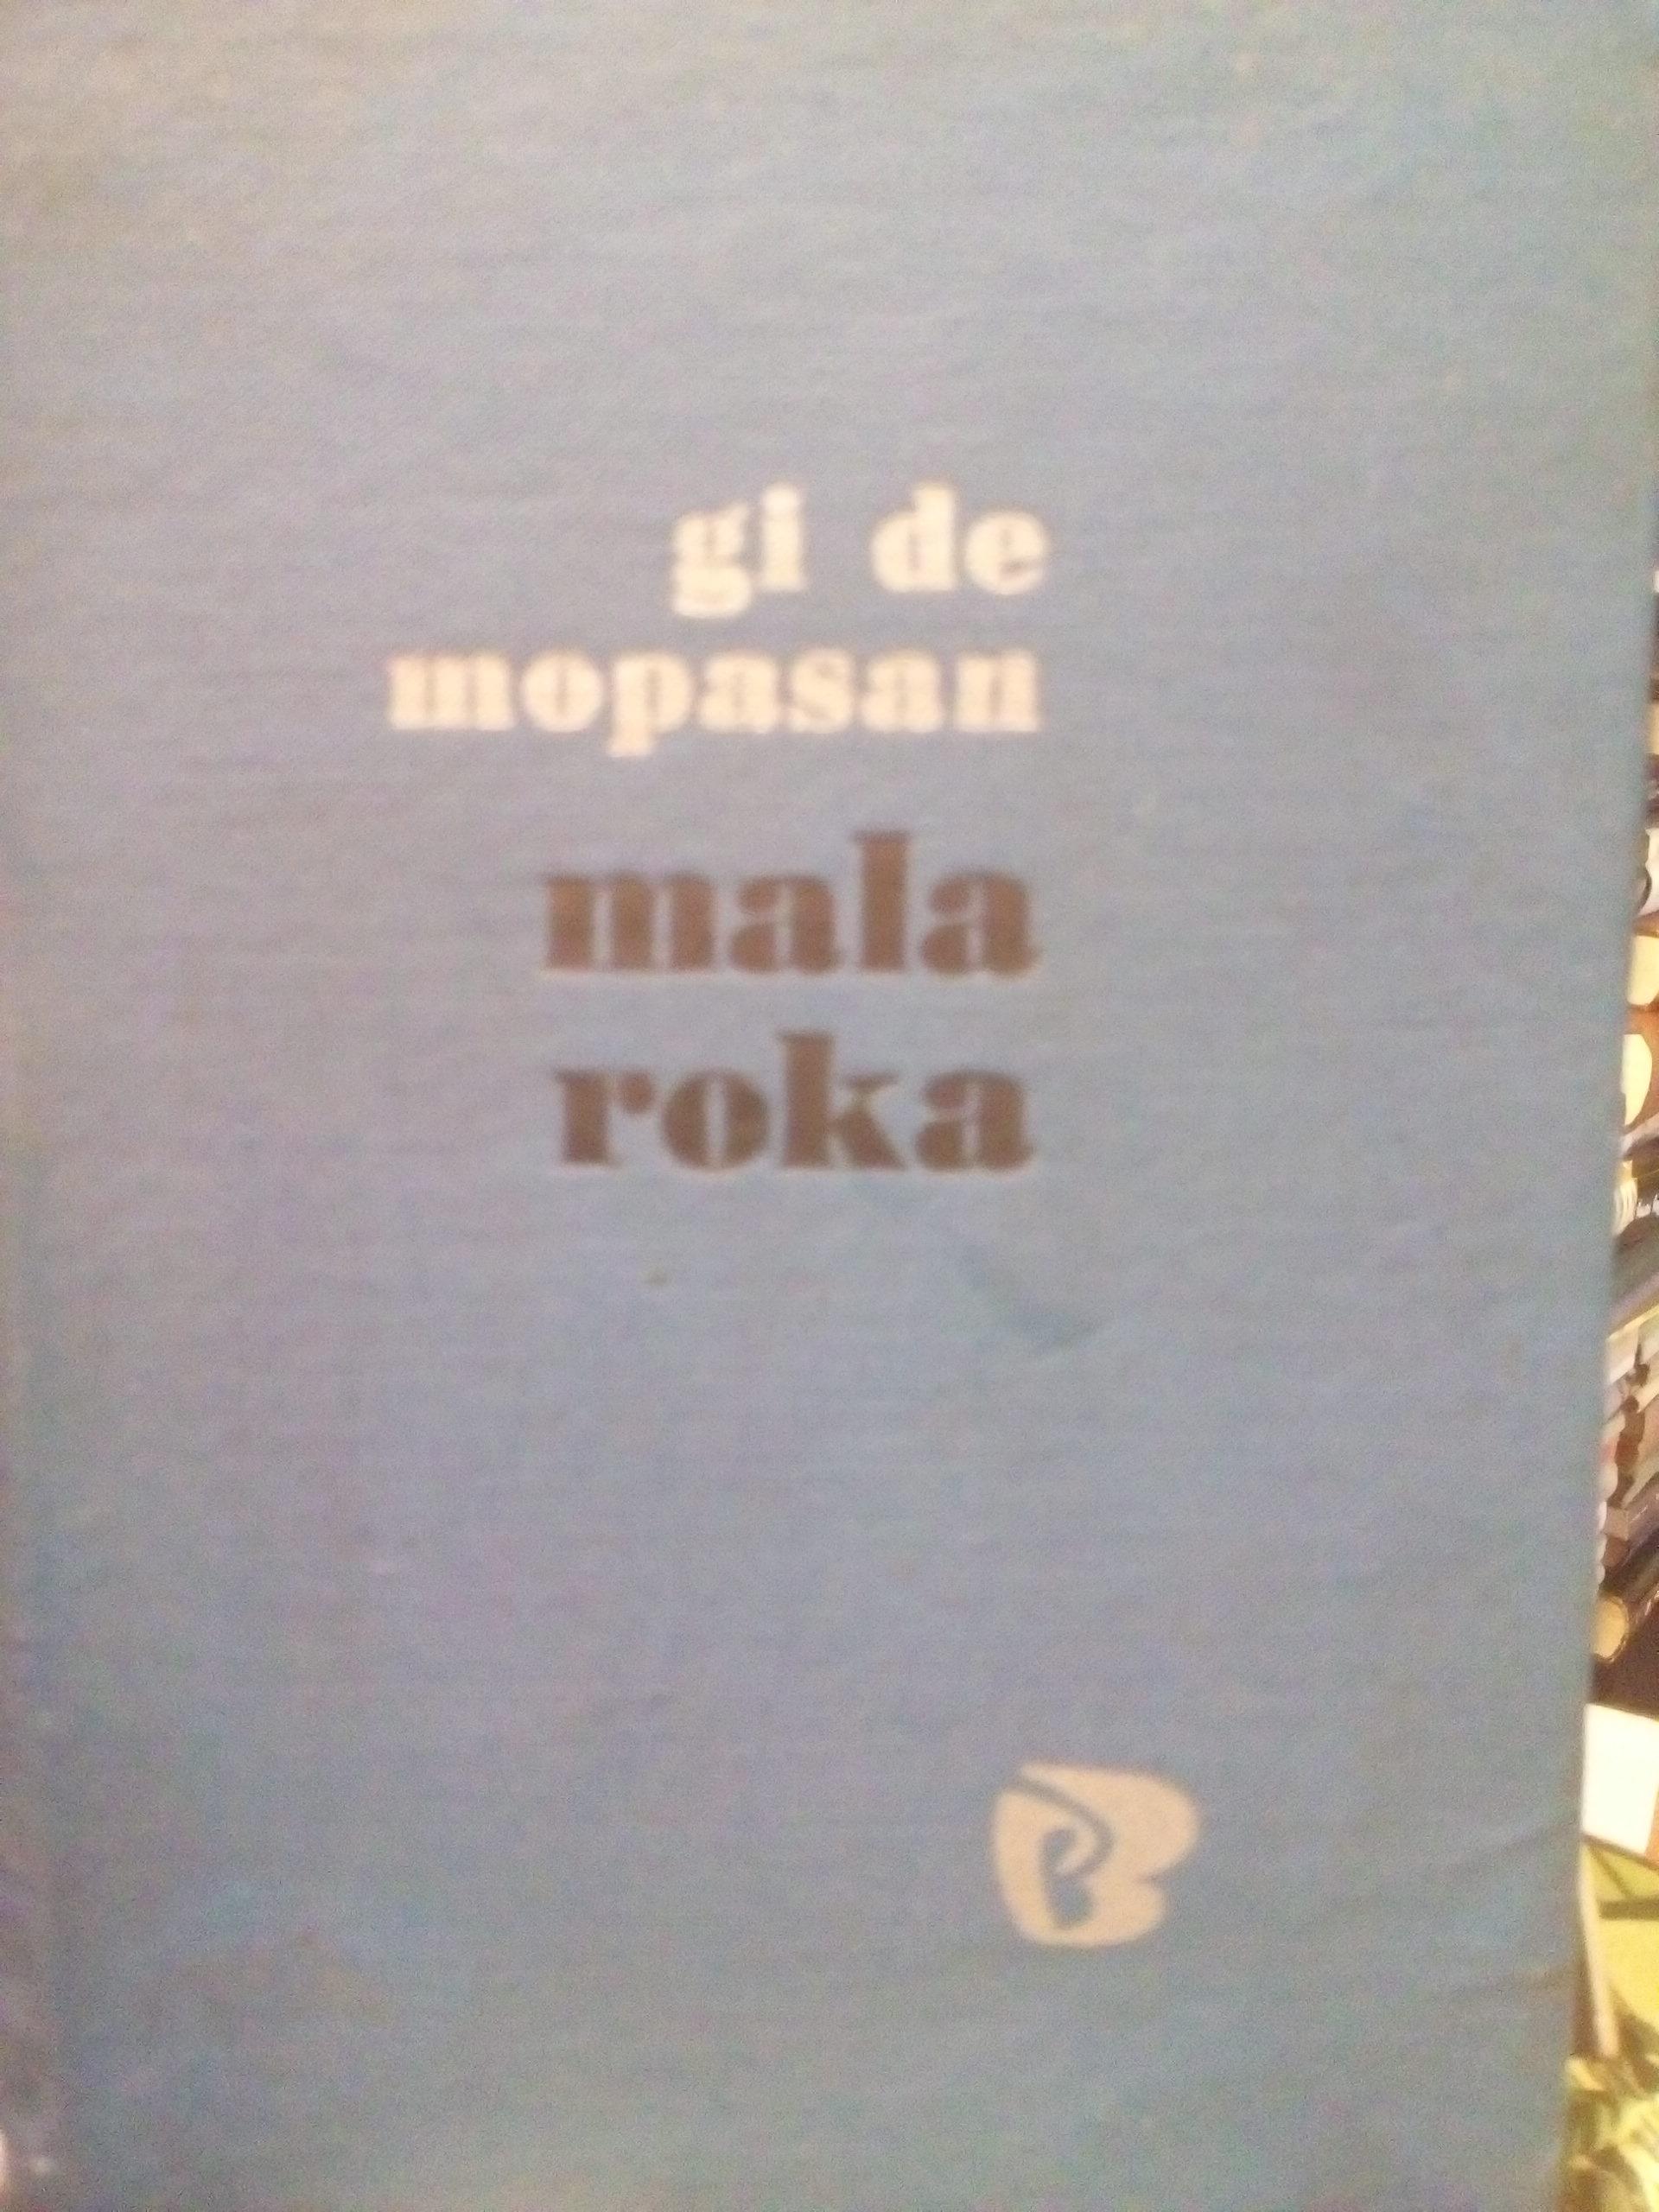 gi de
mopasan
mala
roka